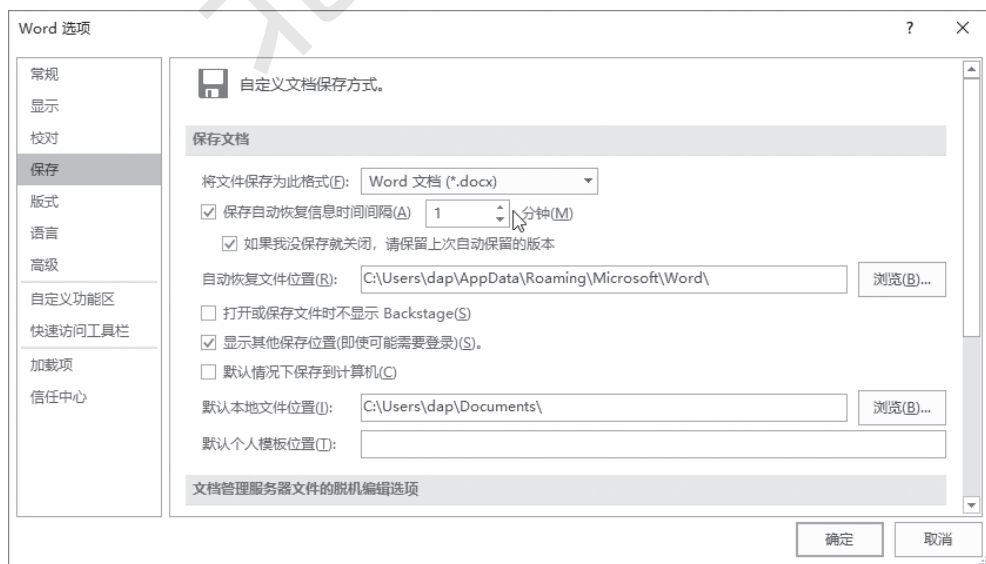 Word 选项
常规
显示
校对
保存
版式
语言
高级
自定义功能区
快速访问工具栏
加载项
信任中心
自定义文档保存方式。
保存文档
将文件保存为此格式(F): Word 文档 (*.docx)
保存自动恢复信息时间间隔(A) 1 分钟(M)
如果我没保存就关闭，请保留上次自动保留的版本
自动恢复文件位置(R): C:\Users\dap\AppData\Roaming\Microsoft\Word\ 浏览(B)...
打开或保存文件时不显示 Backstage(S)
显示其他保存位置(即使可能需要登录)(S)。
默认情况下保存到计算机(C)
默认本地文件位置(I): C:\Users\dap\Documents\ 浏览(B)...
默认个人模板位置(T):
文档管理服务器文件的脱机编辑选项
确定 取消